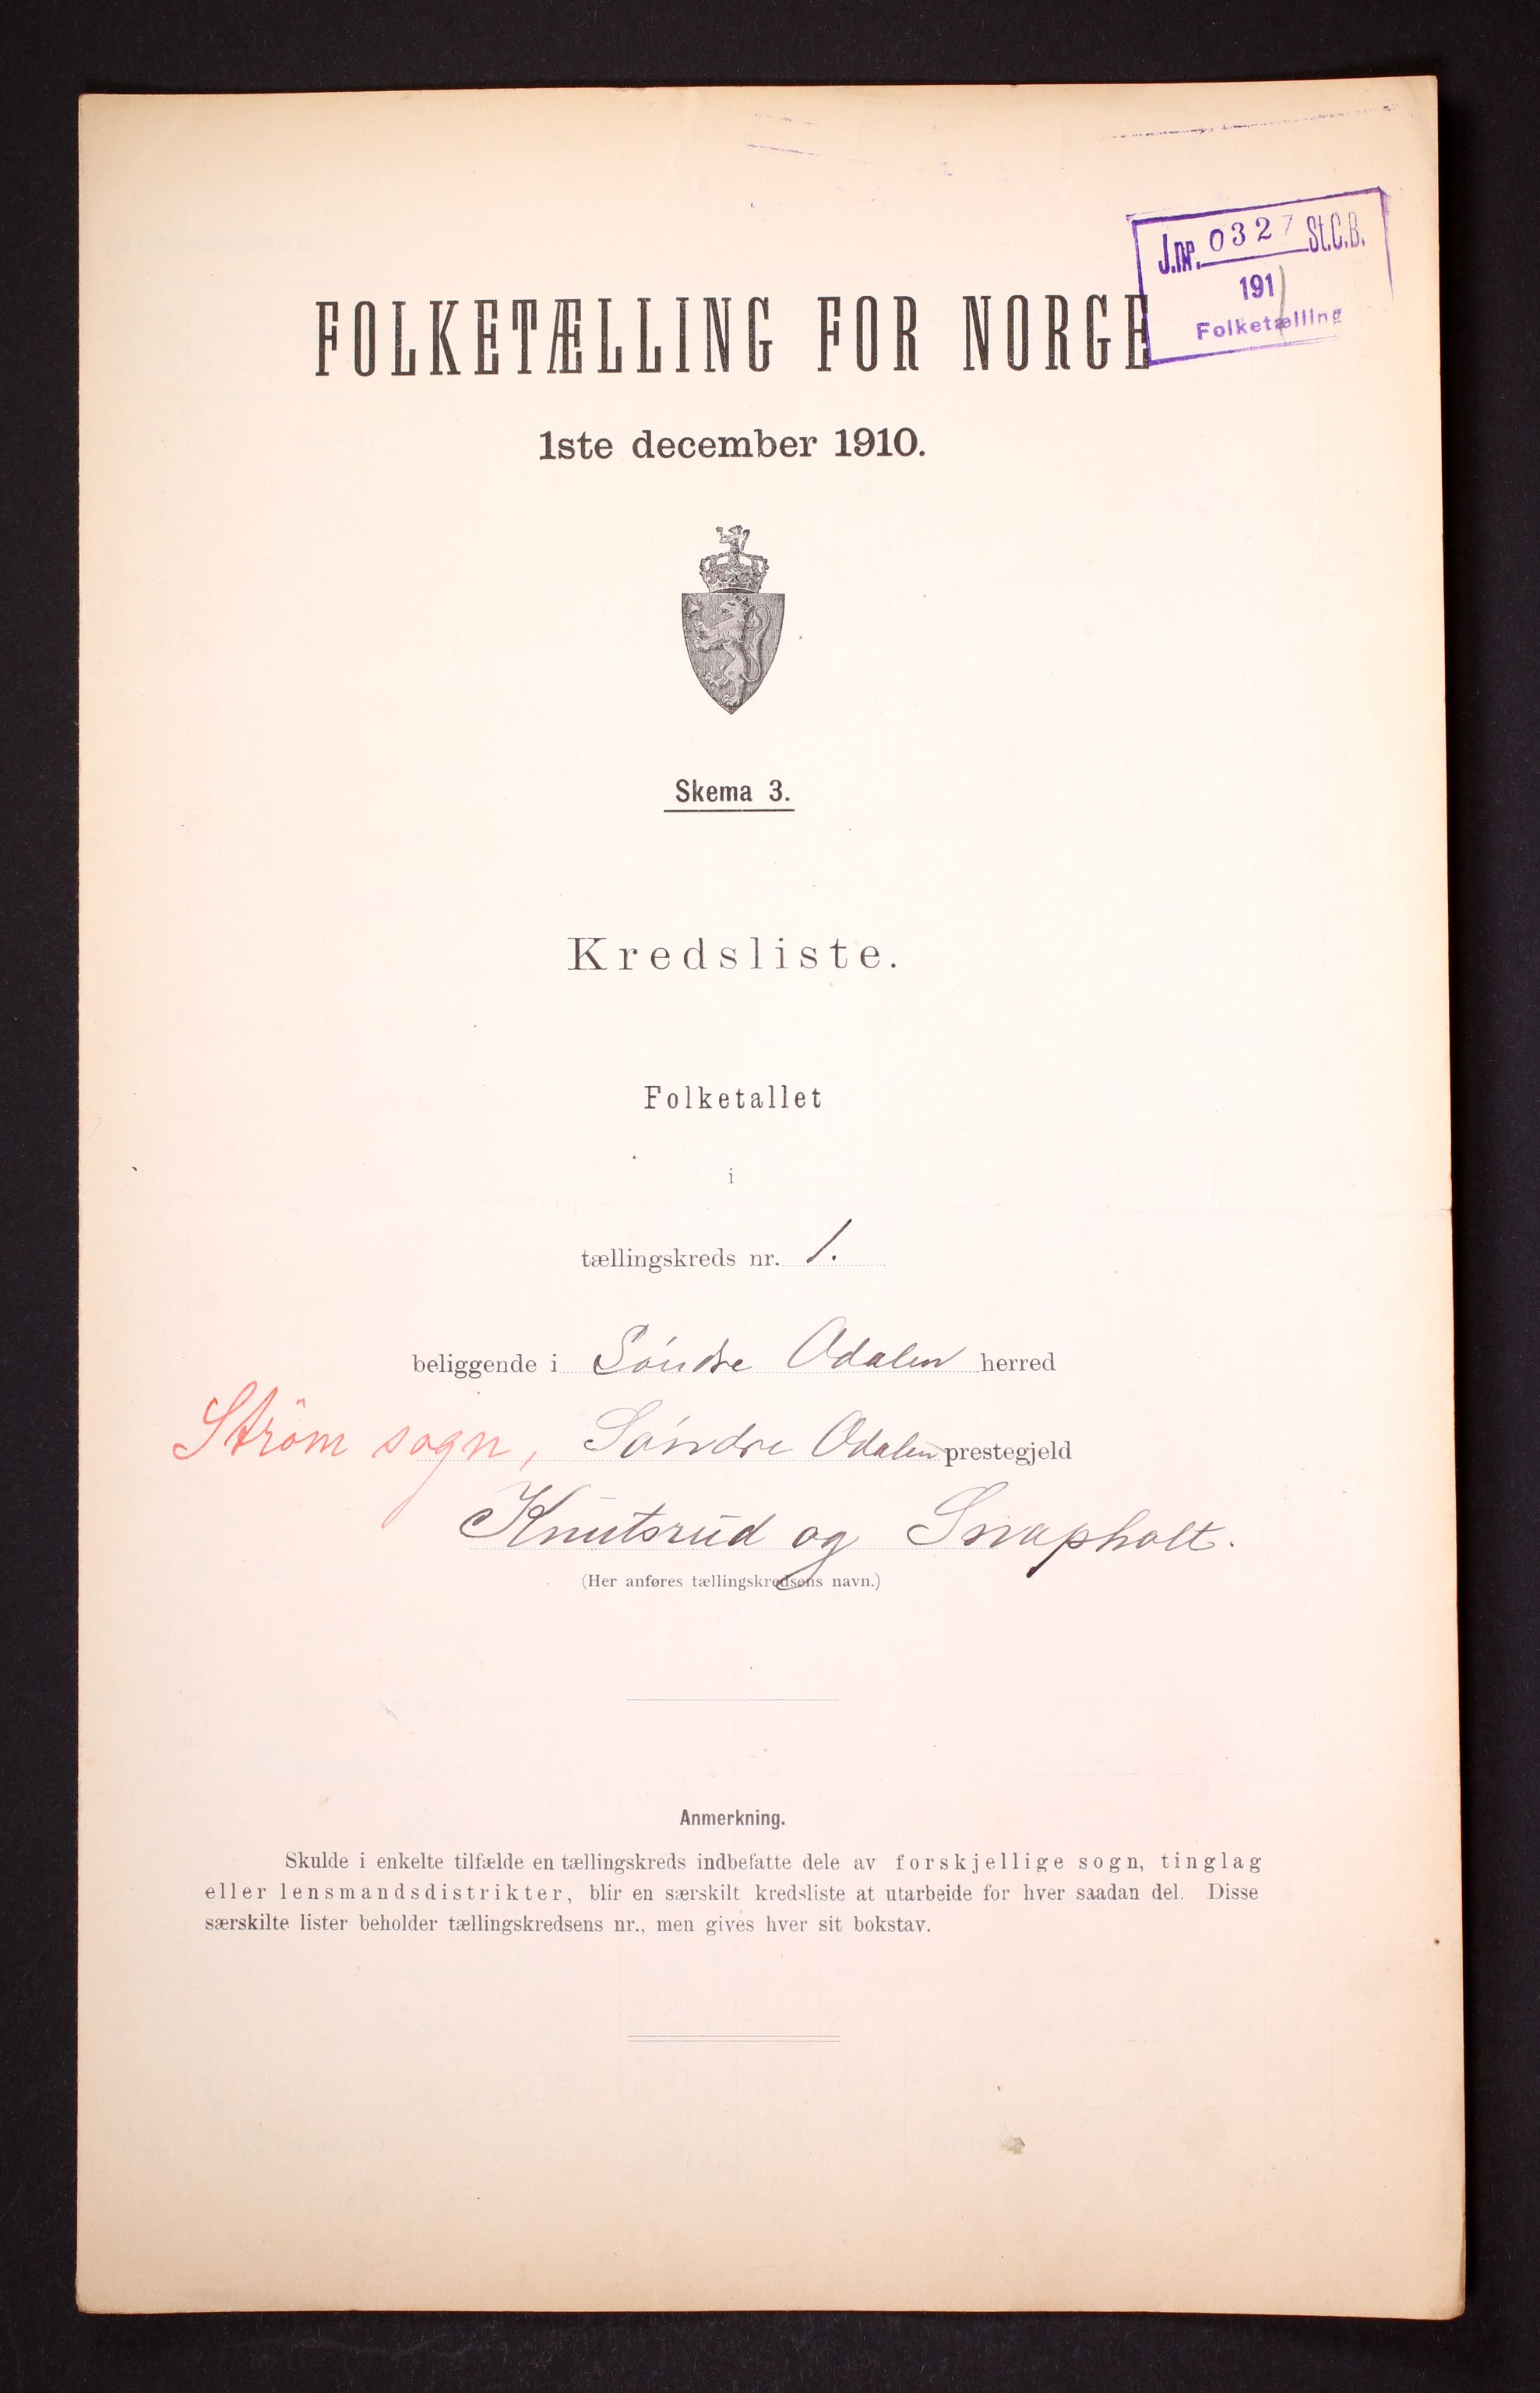 J.nr. 0327 St.C.B.
1911
Folketælling
FOLKETÆLLING FOR NORGE
1ste december 1910.
Skema 3.
Kredsliste.
Folketallet
i
tællingskreds nr. 1.
beliggende i Søndre Odalen herred
Strøm sogn, Søndre Odalen prestegjeld
Knutsrud og Snapholt.
(Her anføres tællingskredsens navn.)
Anmerkning.
Skulde i enkelte tilfælde en tællingskreds indbefatte dele av forskjellige sogn, tinglag
eller lensmandsdistrikter, blir en særskilt kredsliste at utarbeide for hver saadan del. Disse
særskilte lister beholder tællingskredsens nr., men gives hver sit bokstav.